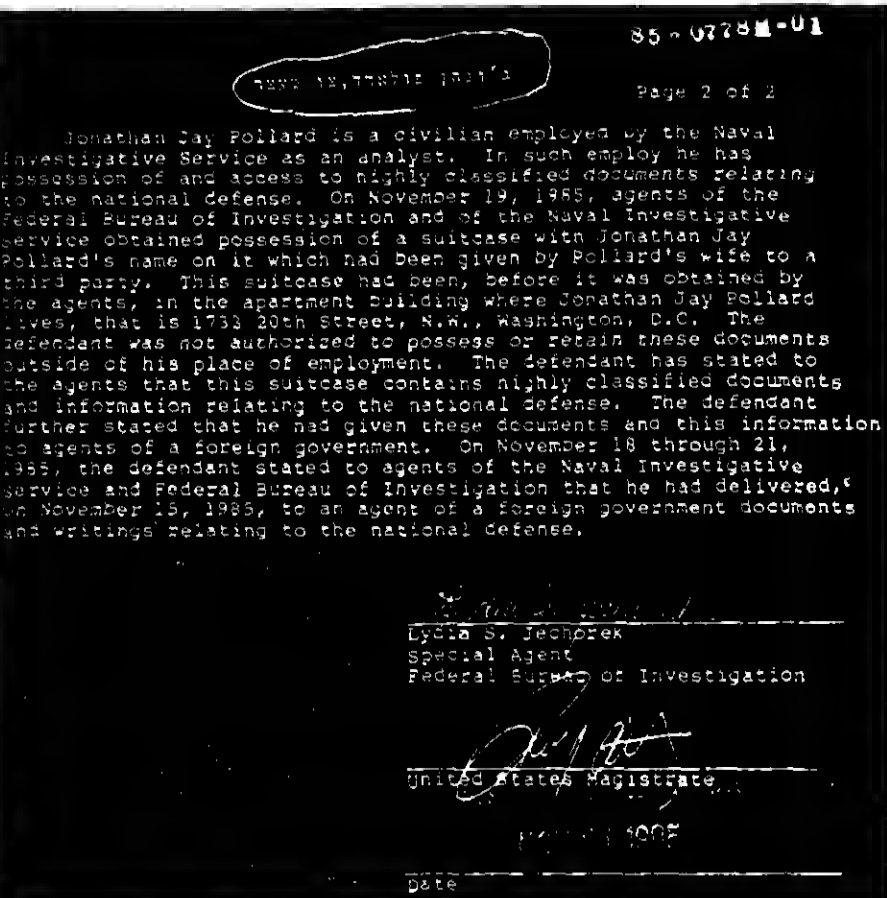 85-0778M-01
ג'ונתן פולארד,צו מעצר
Page 2 of 2
Jonathan Jay Pollard is a civilian employed by the Naval
Investigative Service as an analyst. In such employ he has
possession of and access to highly classified documents relating
to the national defense. On November 19, 1985, agents of the
Federal Bureau of Investigation and of the Naval Investigative
Service obtained possession of a suitcase with Jonathan Jay
Pollard's name on it which had been given by Pollard's wife to a
third party. This suitcase had been, before it was obtained by
the agents, in the apartment building where Jonathan Jay Pollard
lives, that is 1733 20th Street, N.W., Washington, D.C. The
defendant was not authorized to possess or retain these documents
outside of his place of employment. The defendant has stated to
the agents that this suitcase contains highly classified documents
and information relating to the national defense. The defendant
further stated that he had given these documents and this information
to agents of a foreign government. On November 18 through 21,
1985, the defendant stated to agents of the Naval Investigative
Service and Federal Bureau of Investigation that he had delivered,
on November 15, 1985, to an agent of a foreign government documents
and writings relating to the national defense.
Lydia S. Jechorek
Special Agent
Federal Bureau of Investigation
United States Magistrate
Date